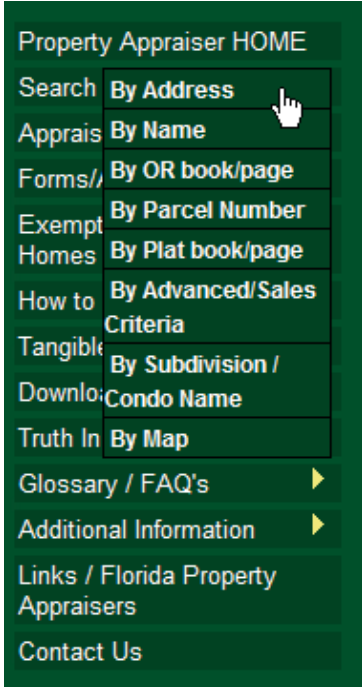 Property Appraiser HOME
Search
By Address
By Name
By OR book/page
By Parcel Number
By Plat book/page
By Advanced/Sales
Criteria
By Subdivision /
Condo Name
By Map
Homes
How to
Truth In
Glossary / FAQ's
Additional Information
Links / Florida Property
Appraisers
Contact Us